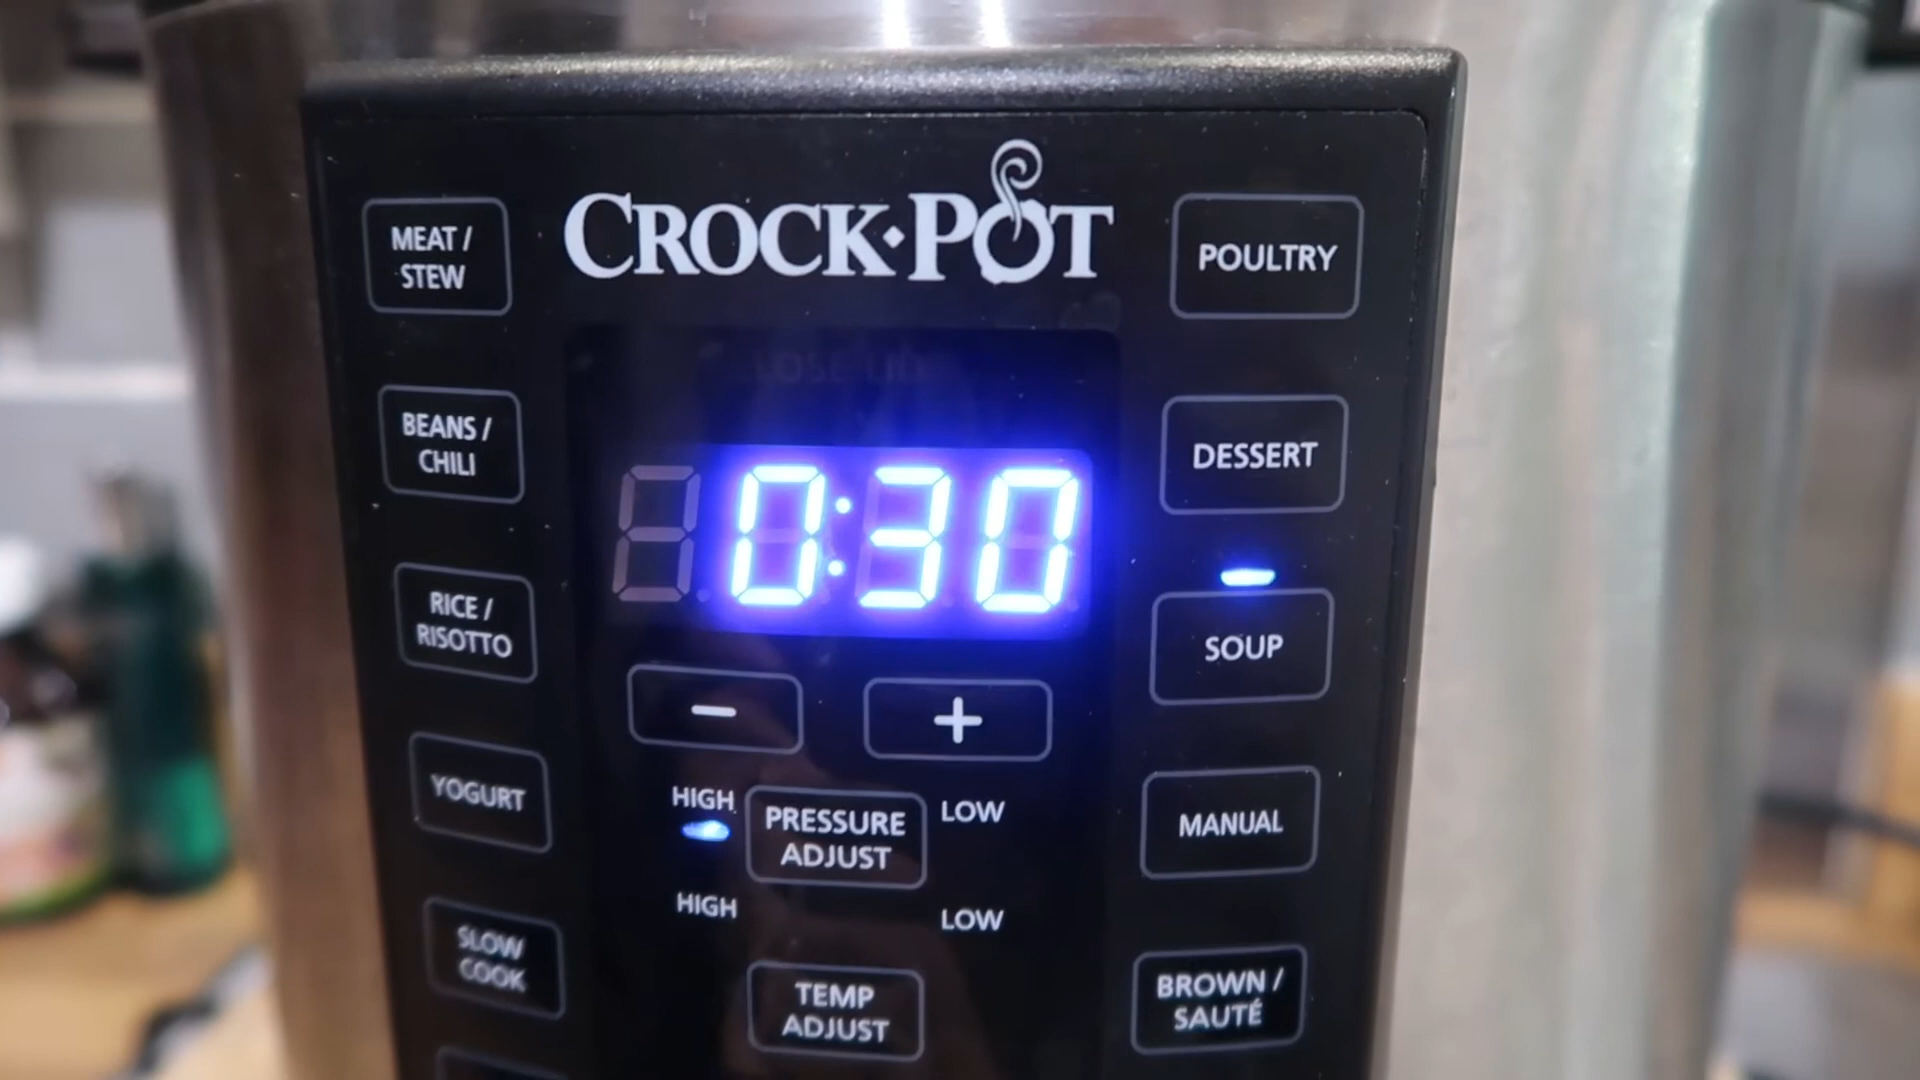 CROCK•POT
MEAT /
STEW
POULTRY
BEANS /
CHILI
DESSERT
0:30
RICE /
RISOTTO
SOUP
−
+
YOGURT
HIGH
PRESSURE
ADJUST
LOW
MANUAL
HIGH
LOW
SLOW
COOK
TEMP
ADJUST
BROWN /
SAUTÉ